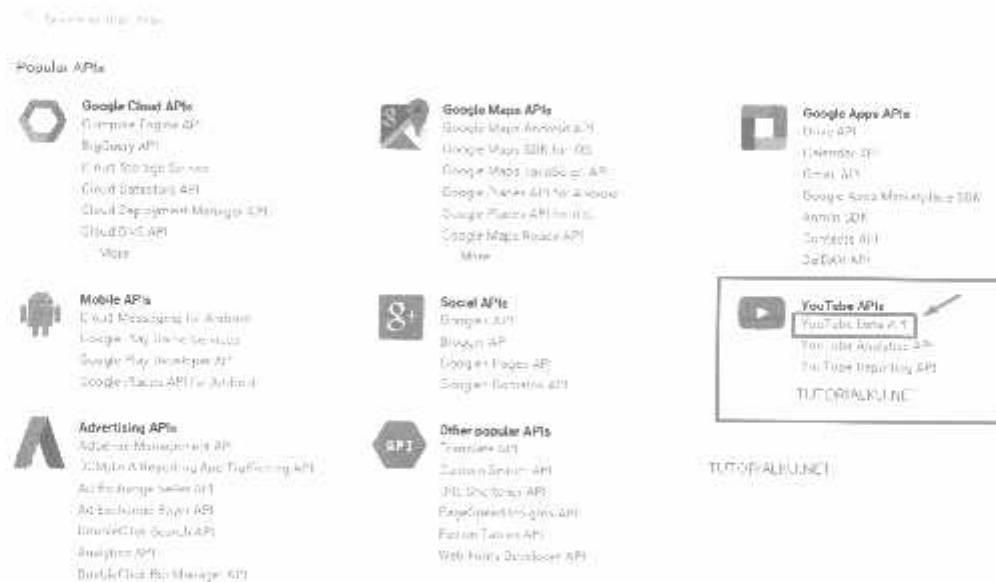 Popular APIs
Google Cloud APIs
Compute Engine API
BigQuery API
Cloud Storage Service
Cloud Datastore API
Cloud Deployment Manager API
Cloud DNS API
More
Google Maps APIs
Google Maps Android API
Google Maps SDK for iOS
Google Maps JavaScript API
Google Places API for Android
Google Places API for iOS
Google Maps Roads API
More
Google Apps APIs
Drive API
Calendar API
Gmail API
Google Apps Marketplace SDK
Admin SDK
Contacts API
CalDAV API
Mobile APIs
Cloud Messaging for Android
Google Play Game Services
Google Play Developer API
Google Places API for Android
Social APIs
Google+ API
Blogger API
Google+ Pages API
Google+ Domains API
YouTube APIs
YouTube Data API
YouTube Analytics API
YouTube Reporting API
TUTORIALKU.NET
Advertising APIs
AdSense Management API
DCM/DFA Reporting And Trafficking API
Ad Exchange Seller API
Ad Exchange Buyer API
DoubleClick Search API
Analytics API
DoubleClick Bid Manager API
API
Other popular APIs
Translate API
Custom Search API
URL Shortener API
PageSpeed Insights API
Fusion Tables API
Web Fonts Developer API
TUTORIALKU.NET